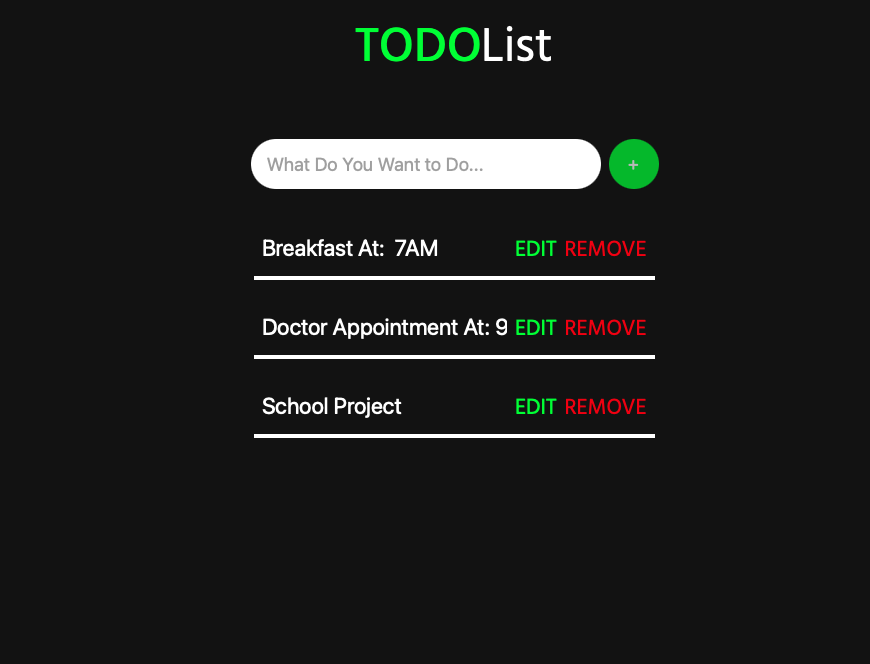 TODOList
What Do You Want to Do...
+
Breakfast At:  7AM EDIT REMOVE
Doctor Appointment At: 9 EDIT REMOVE
School Project EDIT REMOVE